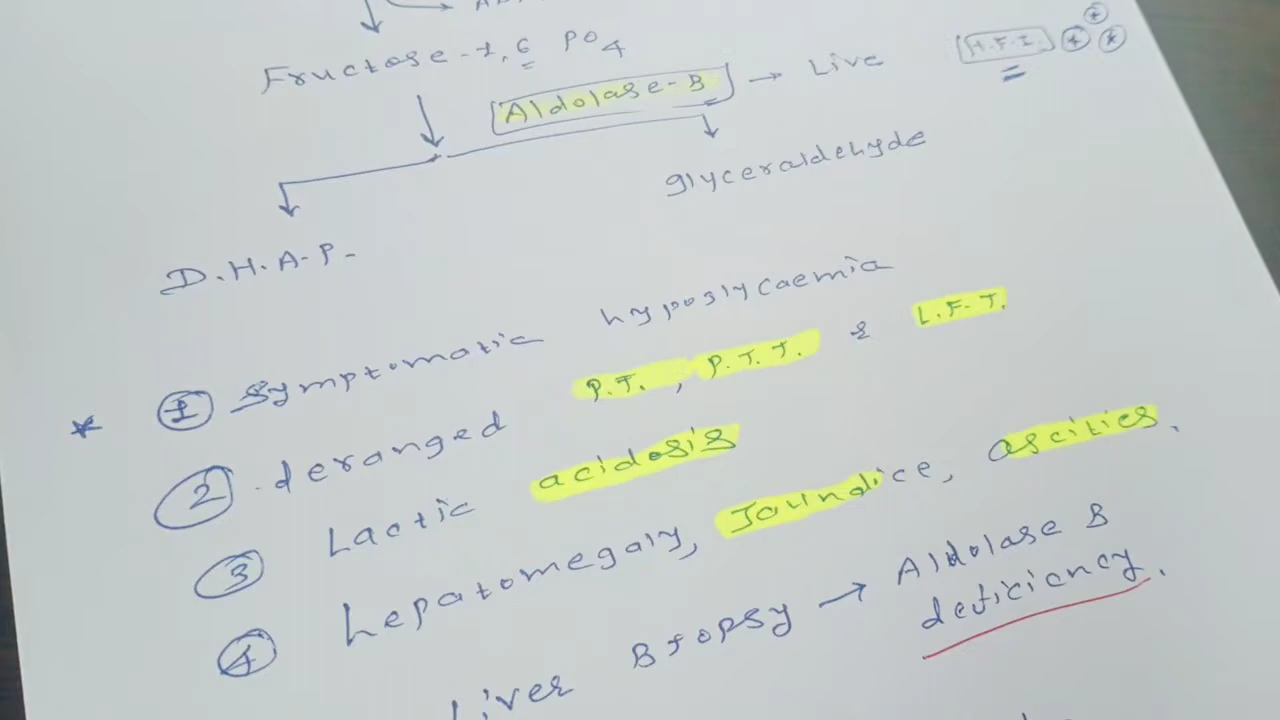 Fructose-1,6 PO4
Aldolase-B → Live H.F.I.
glyceraldehyde
D.H.A.P.
* ① Symptomatic hypoglycaemia
② deranged P.T., P.T.T. & L.F.T.
③ Lactic acidosis
④ hepatomegaly, Jaundice, ascities.
Liver Biopsy → Aldolase B
deficiency.